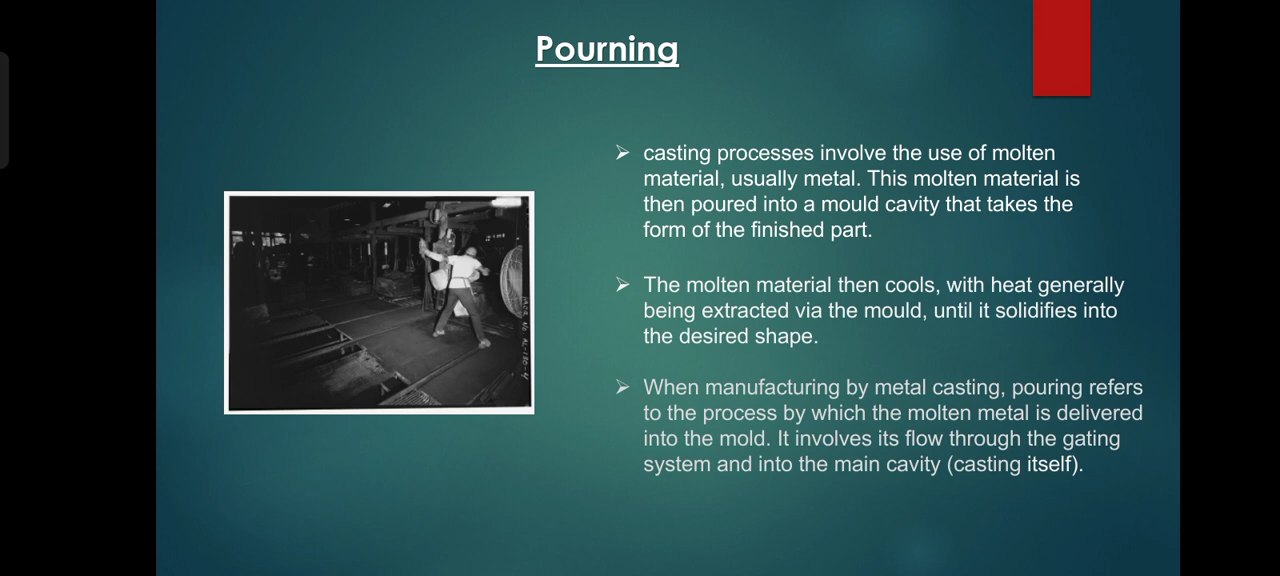 Pourning
casting processes involve the use of molten
material, usually metal. This molten material is
then poured into a mould cavity that takes the
form of the finished part.
The molten material then cools, with heat generally
being extracted via the mould, until it solidifies into
the desired shape.
When manufacturing by metal casting, pouring refers
to the process by which the molten metal is delivered
into the mold. It involves its flow through the gating
system and into the main cavity (casting itself).